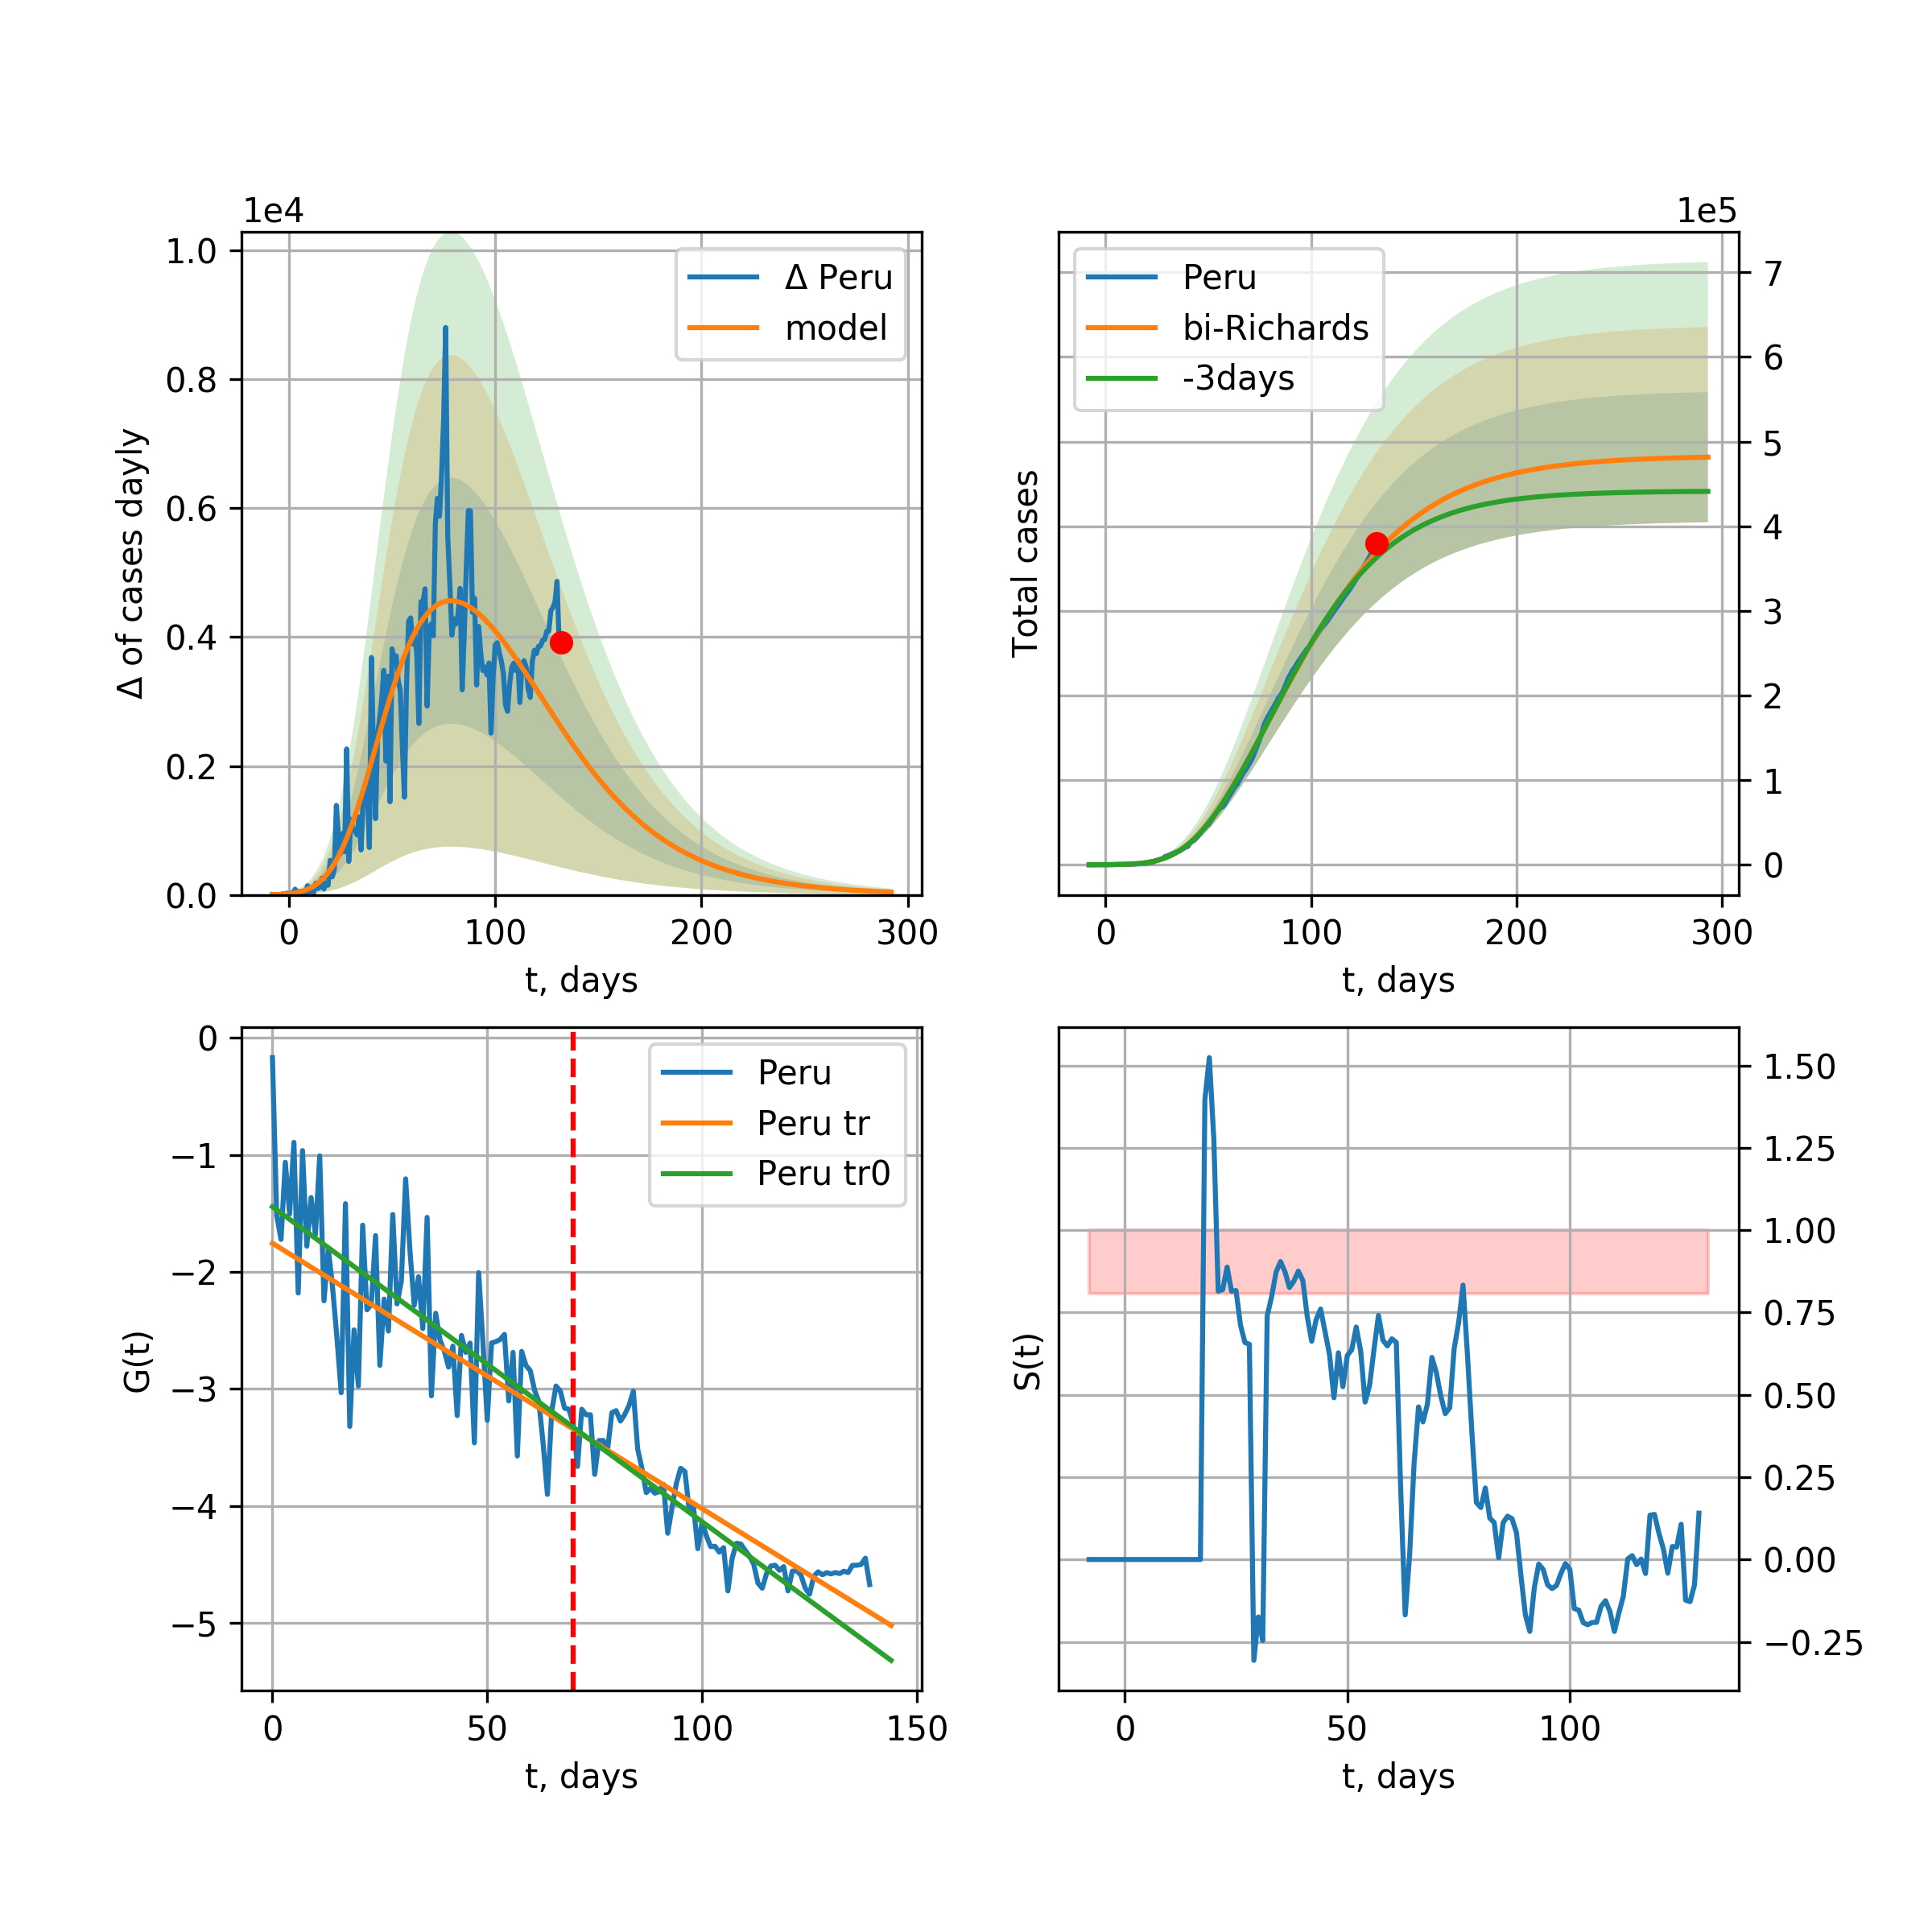 1e4
1.0
0.8
0.6
0.4
0.2
0.0
0 100 200 300
t, days
Δ of cases dayly
Δ Peru
model
1e5
7
6
5
4
3
2
1
0
0 100 200 300
t, days
Total cases
Peru
bi-Richards
-3days
0
−1
−2
−3
−4
−5
0 50 100 150
t, days
G(t)
Peru
Peru tr
Peru tr0
1.50
1.25
1.00
0.75
0.50
0.25
0.00
−0.25
0 50 100
t, days
S(t)